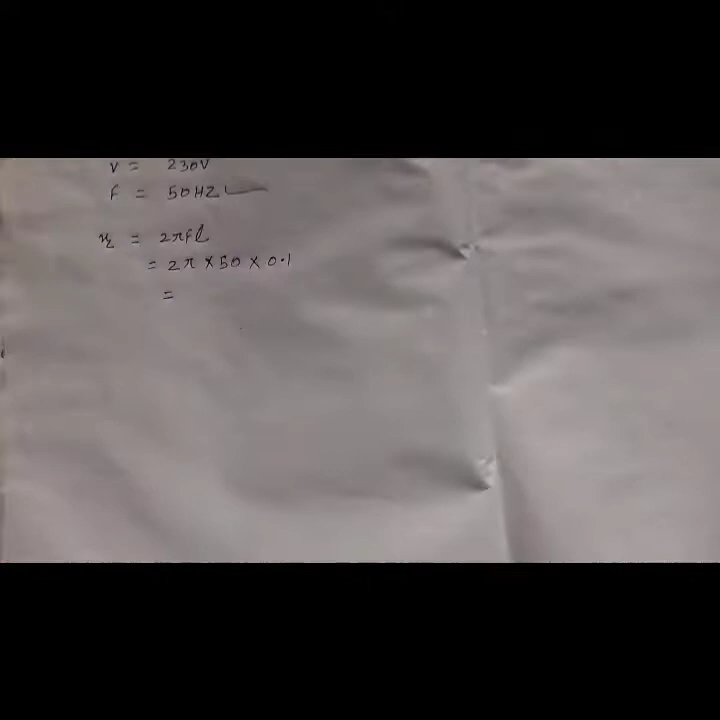 V = 230V
F = 50HZ
XL = 2πfl
= 2π × 50 × 0.1
=